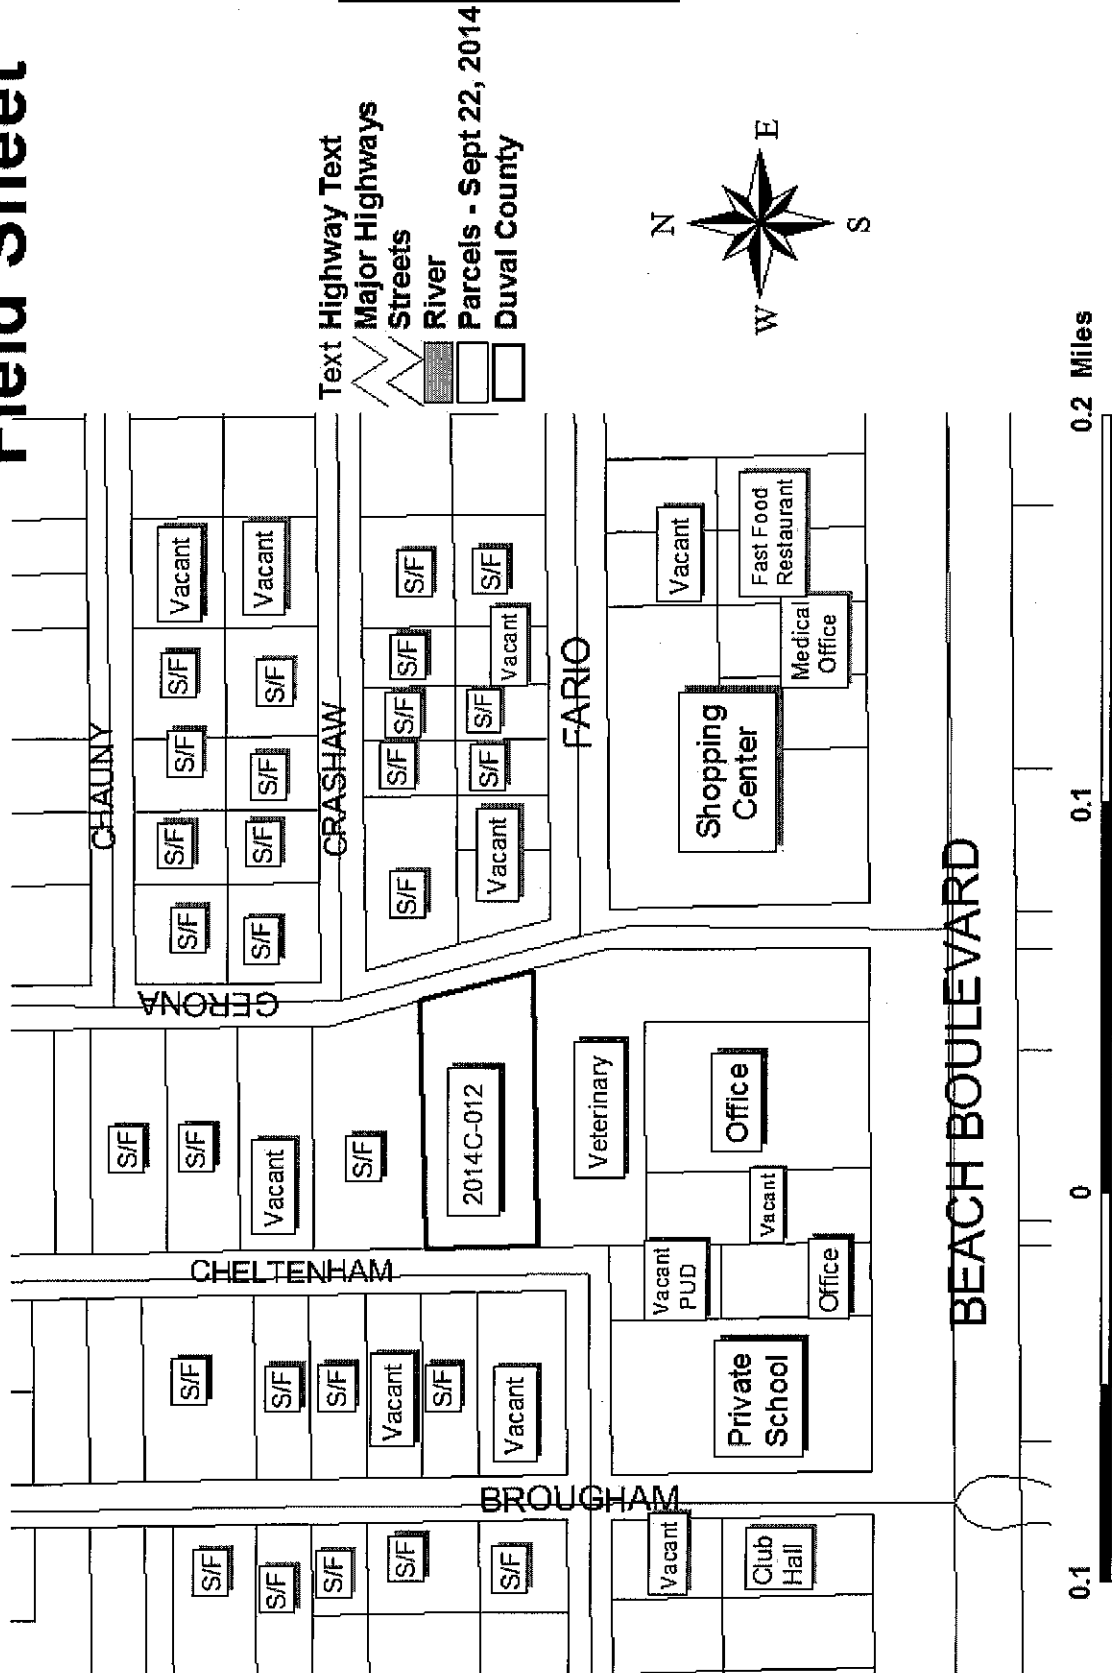 Field Sheet
Text Highway Text
Major Highways
Streets
River
Parcels - Sept 22, 2014
Duval County
N
W E
S
CHAUNY
GERONA
CRASHAW
CHELTENHAM
BROUGHAM
FARIO
BEACH BOULEVARD
S/F
S/F
S/F
S/F
S/F
S/F
S/F
S/F
Vacant
S/F
Vacant
S/F
S/F
Vacant
S/F
2014C-012
Veterinary
S/F
S/F
S/F
S/F
Vacant
S/F
S/F
S/F
S/F
Vacant
S/F
S/F
S/F
S/F
S/F
Vacant
S/F
S/F
Vacant
S/F
Vacant
Club
Hall
Private
School
Vacant
PUD
Office
Vacant
Office
Shopping
Center
Medical
Office
Vacant
Fast Food
Restaurant
0.1 0 0.1 0.2 Miles